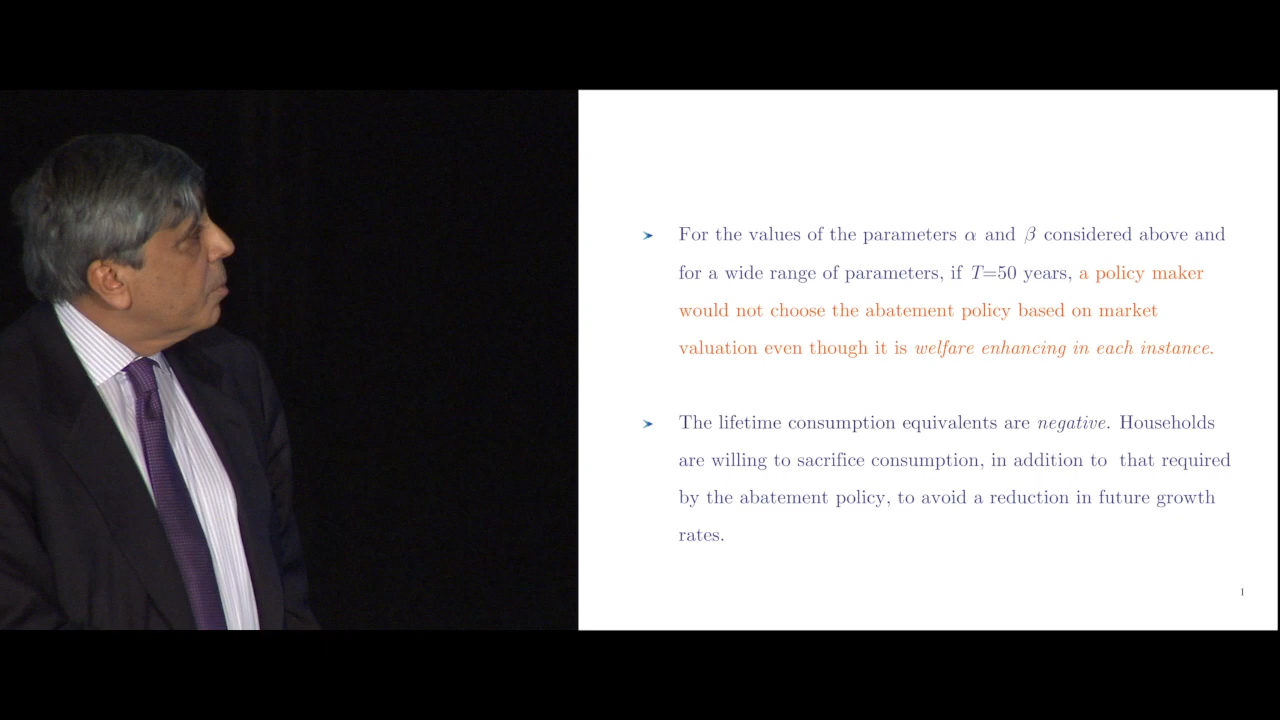 ➤ For the values of the parameters α and β considered above and
for a wide range of parameters, if T=50 years, a policy maker
would not choose the abatement policy based on market
valuation even though it is welfare enhancing in each instance.
➤ The lifetime consumption equivalents are negative. Households
are willing to sacrifice consumption, in addition to that required
by the abatement policy, to avoid a reduction in future growth
rates.
1